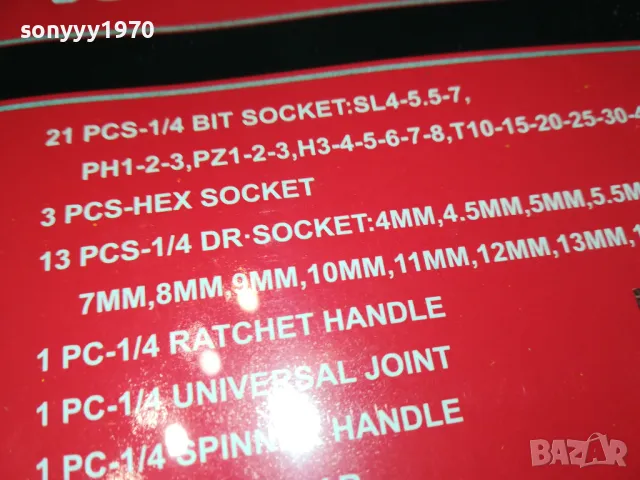 sonyyy1970
21 PCS-1/4 BIT SOCKET:SL4-5.5-7,
PH1-2-3,PZ1-2-3,H3-4-5-6-7-8,T10-15-20-25-30-4
3 PCS-HEX SOCKET
13 PCS-1/4 DR·SOCKET:4MM,4.5MM,5MM,5.5M
7MM,8MM,9MM,10MM,11MM,12MM,13MM,1
1 PC-1/4 RATCHET HANDLE
1 PC-1/4 UNIVERSAL JOINT
1 PC-1/4 SPINNER HANDLE
BAZAR